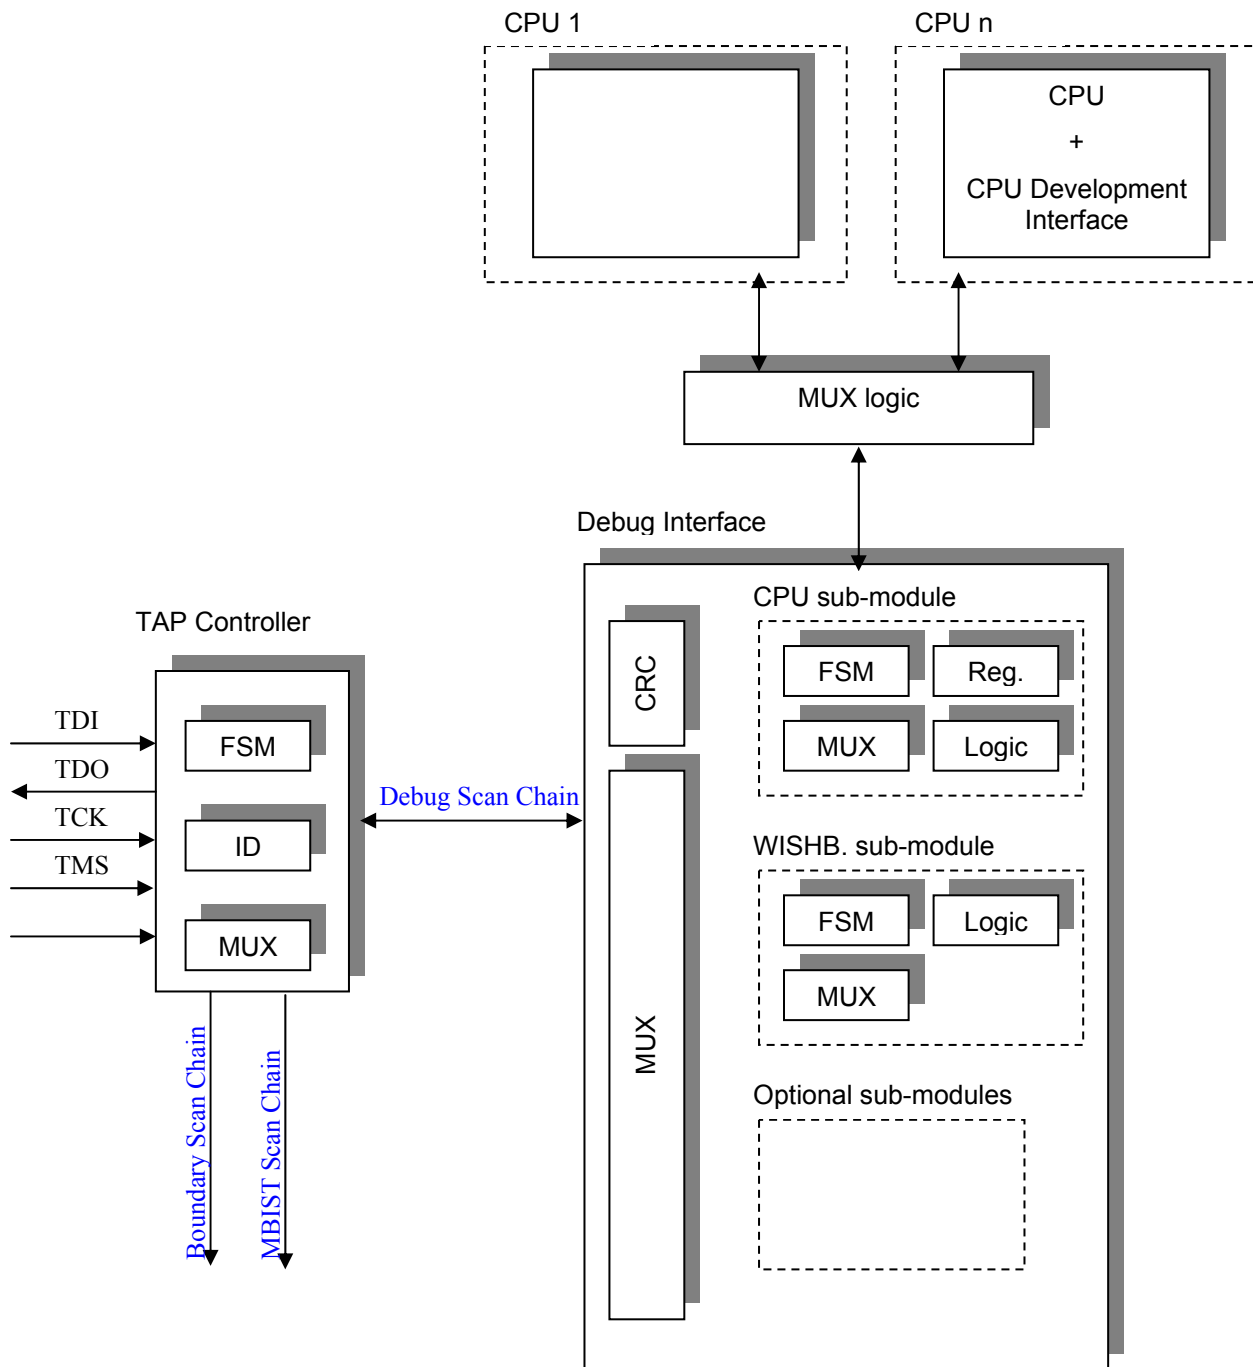 CPU 1
CPU n
CPU
+
CPU Development
Interface
MUX logic
Debug Interface
CPU sub-module
TAP Controller
CRC
FSM
Reg.
TDI
FSM
MUX
Logic
TDO
Debug Scan Chain
TCK
ID
WISHB. sub-module
TMS
FSM
Logic
MUX
MUX
MUX
Boundary Scan Chain
MBIST Scan Chain
Optional sub-modules